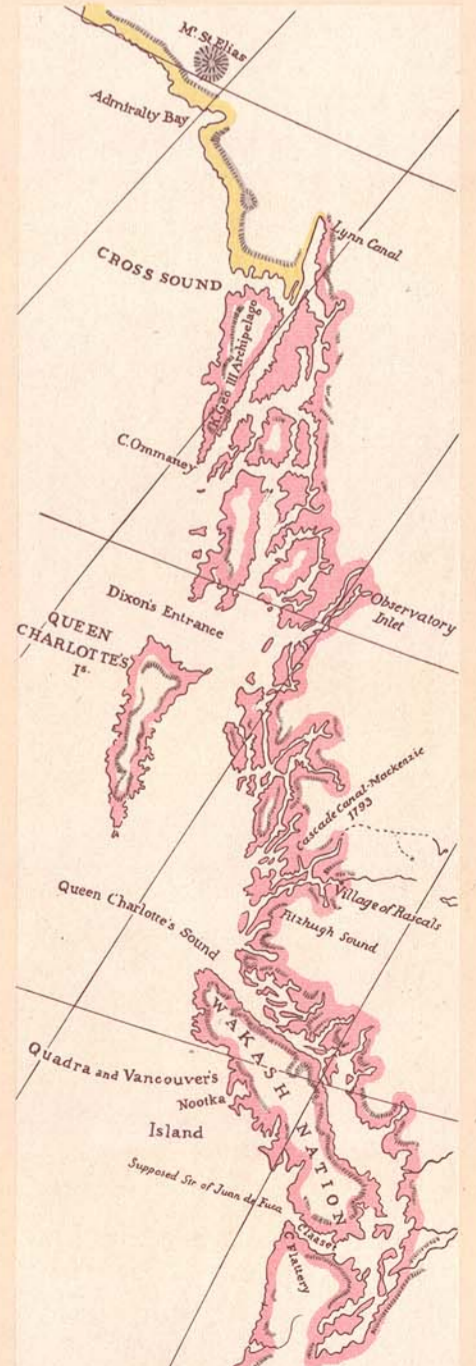 Mt. St Elias
Admiralty Bay
Lynn Canal
CROSS SOUND
K. Geo III Archipelago
C. Ommaney
Dixon's Entrance
Observatory
Inlet
QUEEN
CHARLOTTE'S
Is.
Cascade Canal-Mackenzie
1793
Village of Rascals
Queen Charlotte's Sound
Fitzhugh Sound
WAKASH NATION
Quadra and Vancouver's
Nootka
Island
Supposed Str of Juan de Fuca
Claaset
C. Flattery